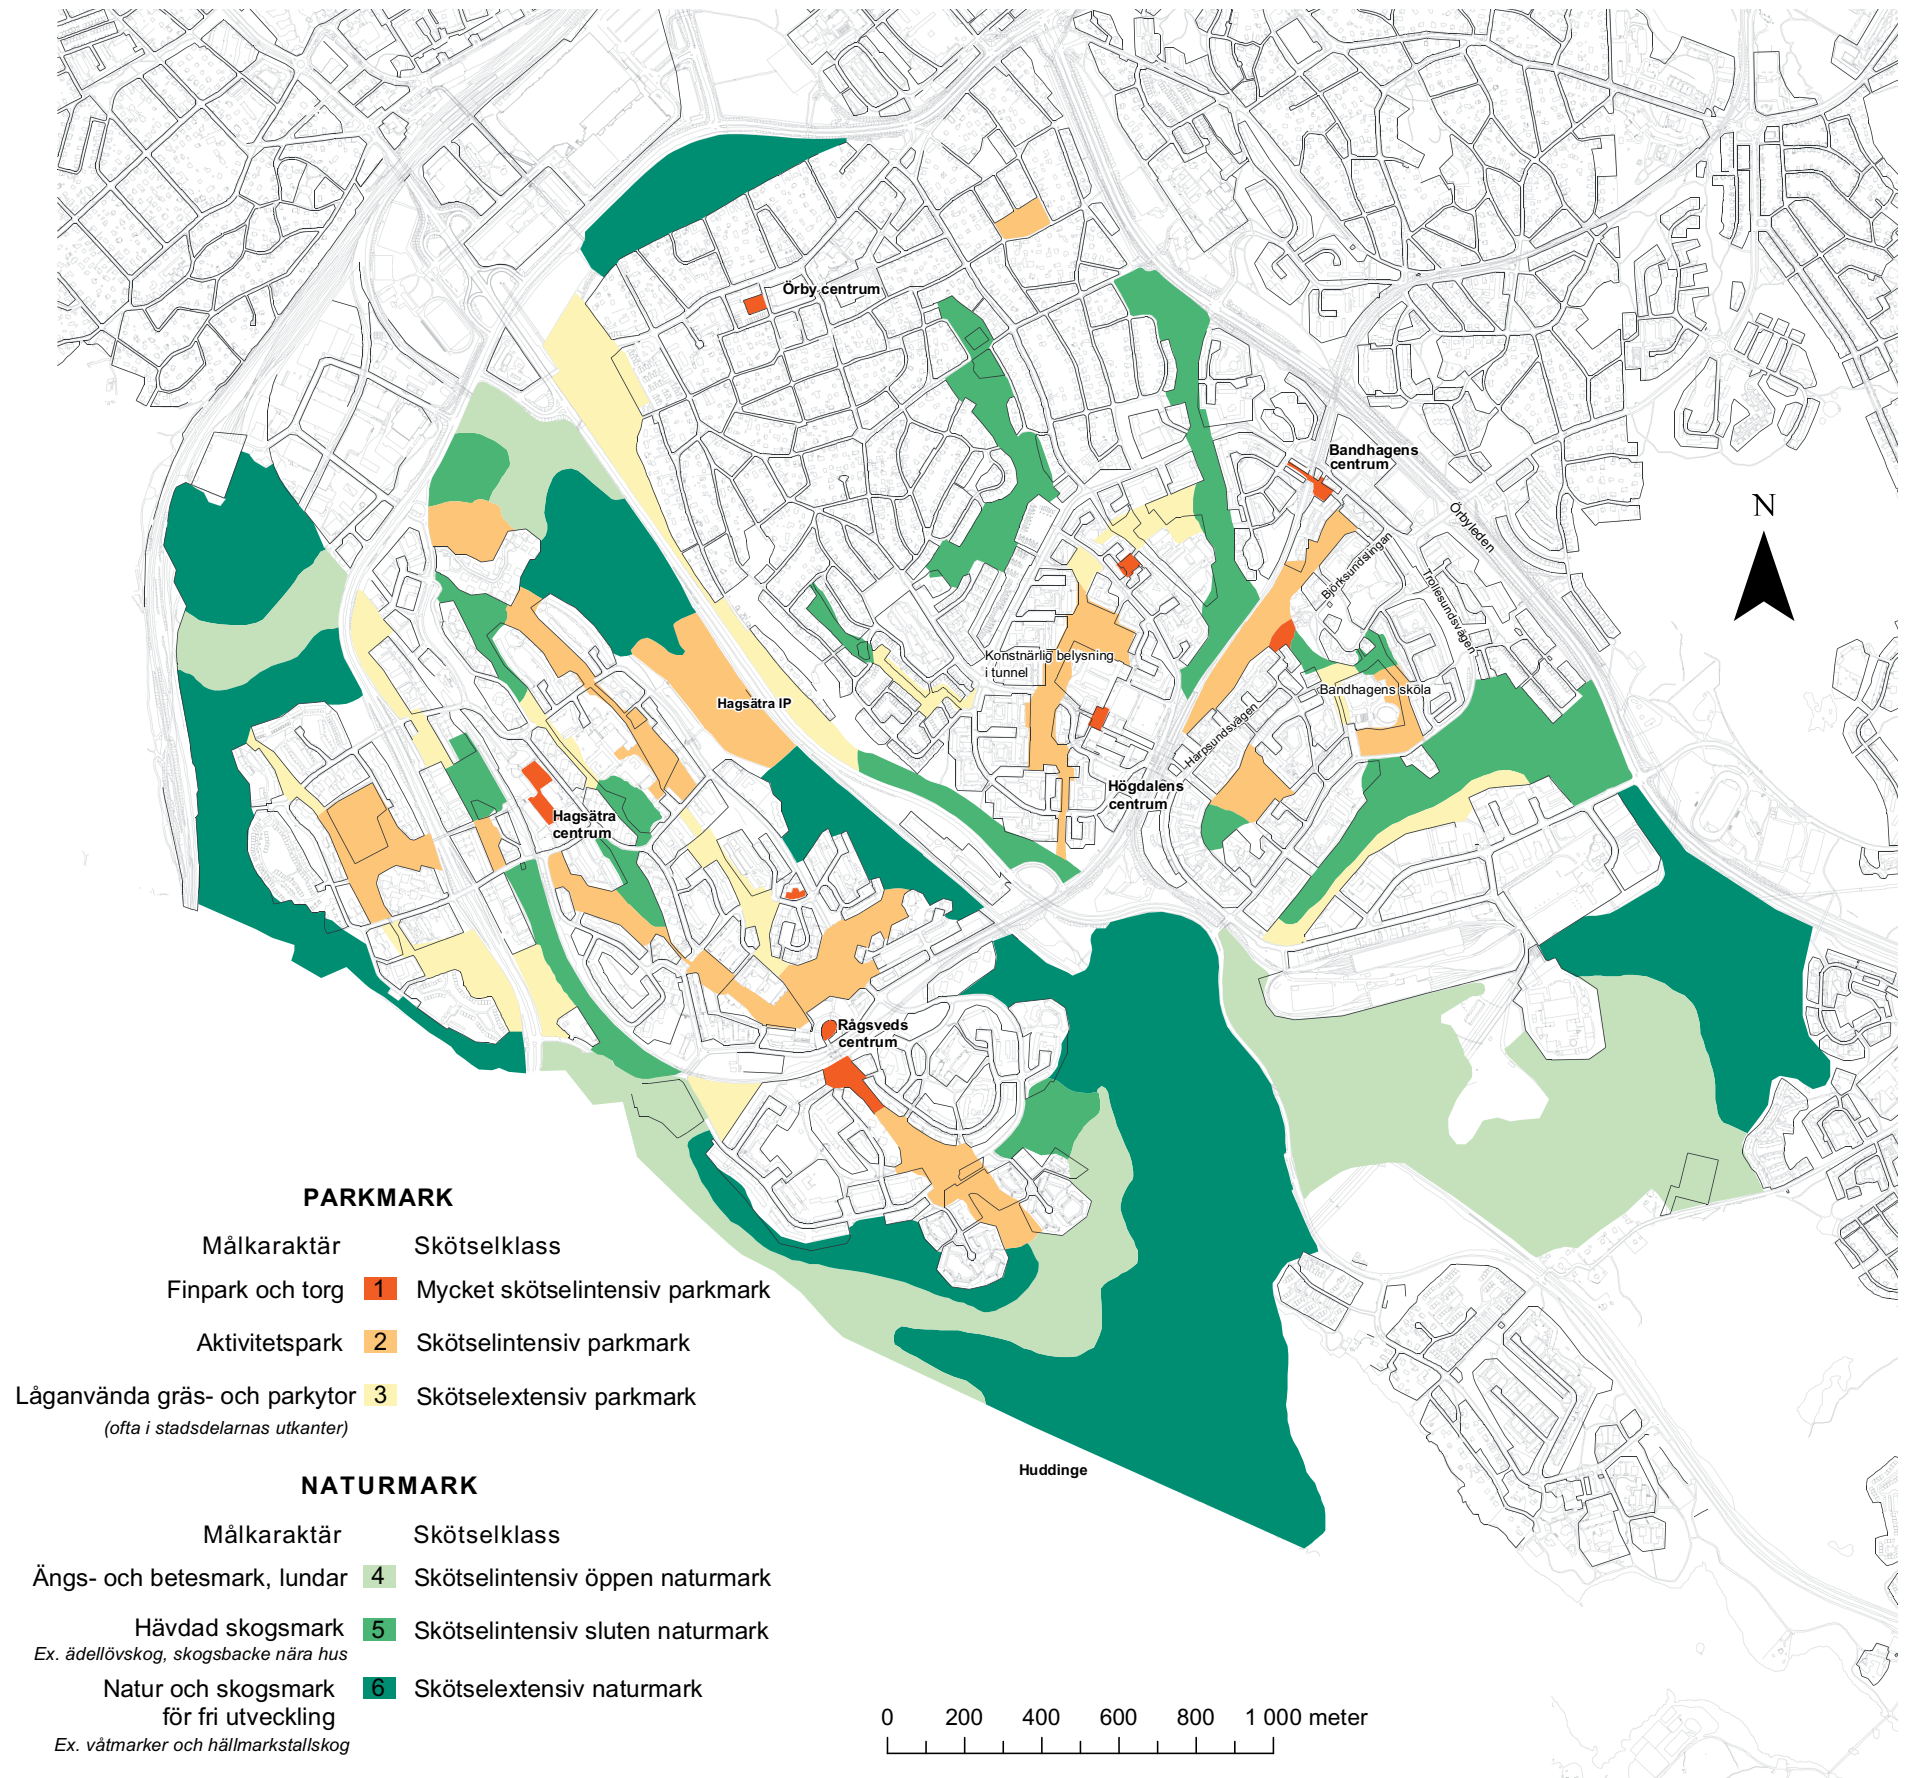 Örby centrum
Bandhagens
centrum
N
Örbyleden
Björksundslingan
Trollesundsvägen
Konstnärlig belysning
i tunnel
Bandhagens sköla
Hagsätra IP
Harpsundsvägen
Högdalens
centrum
Hagsätra
centrum
Rågsveds
centrum
PARKMARK
Målkaraktär Skötselklass
Finpark och torg 1 Mycket skötselintensiv parkmark
Aktivitetspark 2 Skötselintensiv parkmark
Låganvända gräs- och parkytor 3 Skötselextensiv parkmark
(ofta i stadsdelarnas utkanter)
Huddinge
NATURMARK
Målkaraktär Skötselklass
Ängs- och betesmark, lundar 4 Skötselintensiv öppen naturmark
Hävdad skogsmark 5 Skötselintensiv sluten naturmark
Ex. ädellövskog, skogsbacke nära hus
Natur och skogsmark 6 Skötselextensiv naturmark
för fri utveckling
Ex. våtmarker och hällmarkstallskog
0 200 400 600 800 1 000 meter